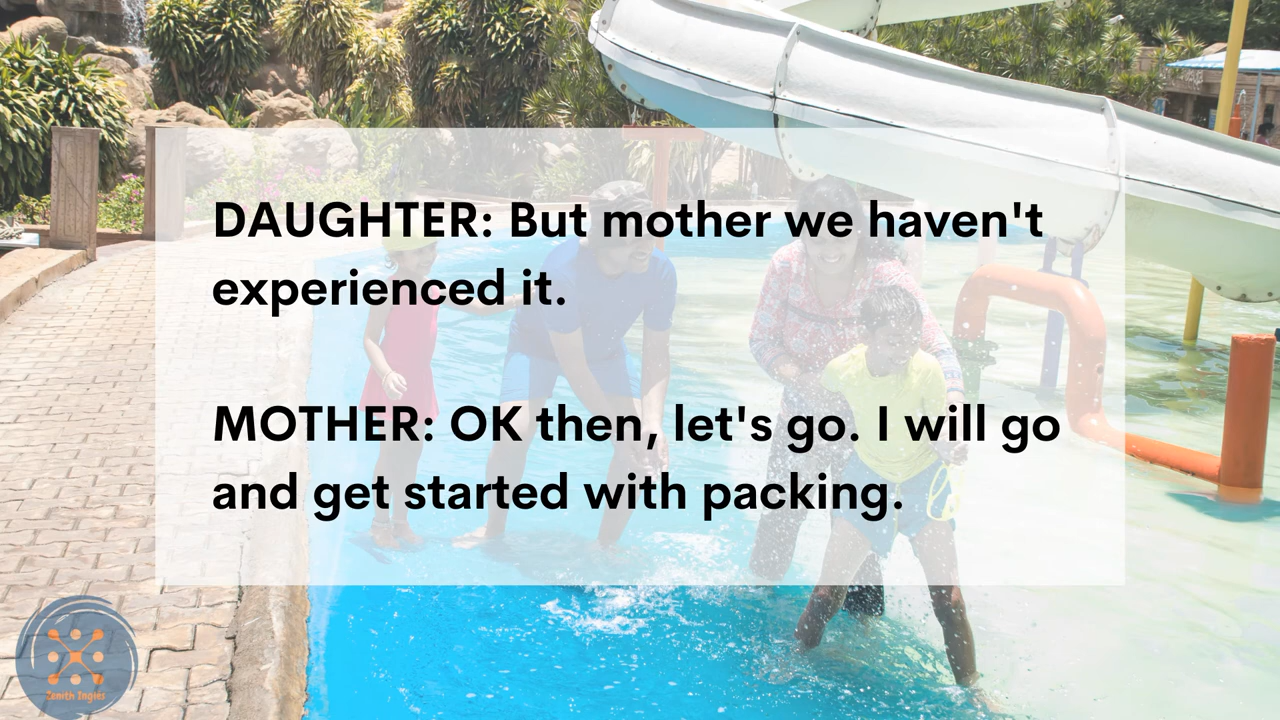 DAUGHTER: But mother we haven't
experienced it.
MOTHER: OK then, let's go. I will go
and get started with packing.
Zenith Inglés